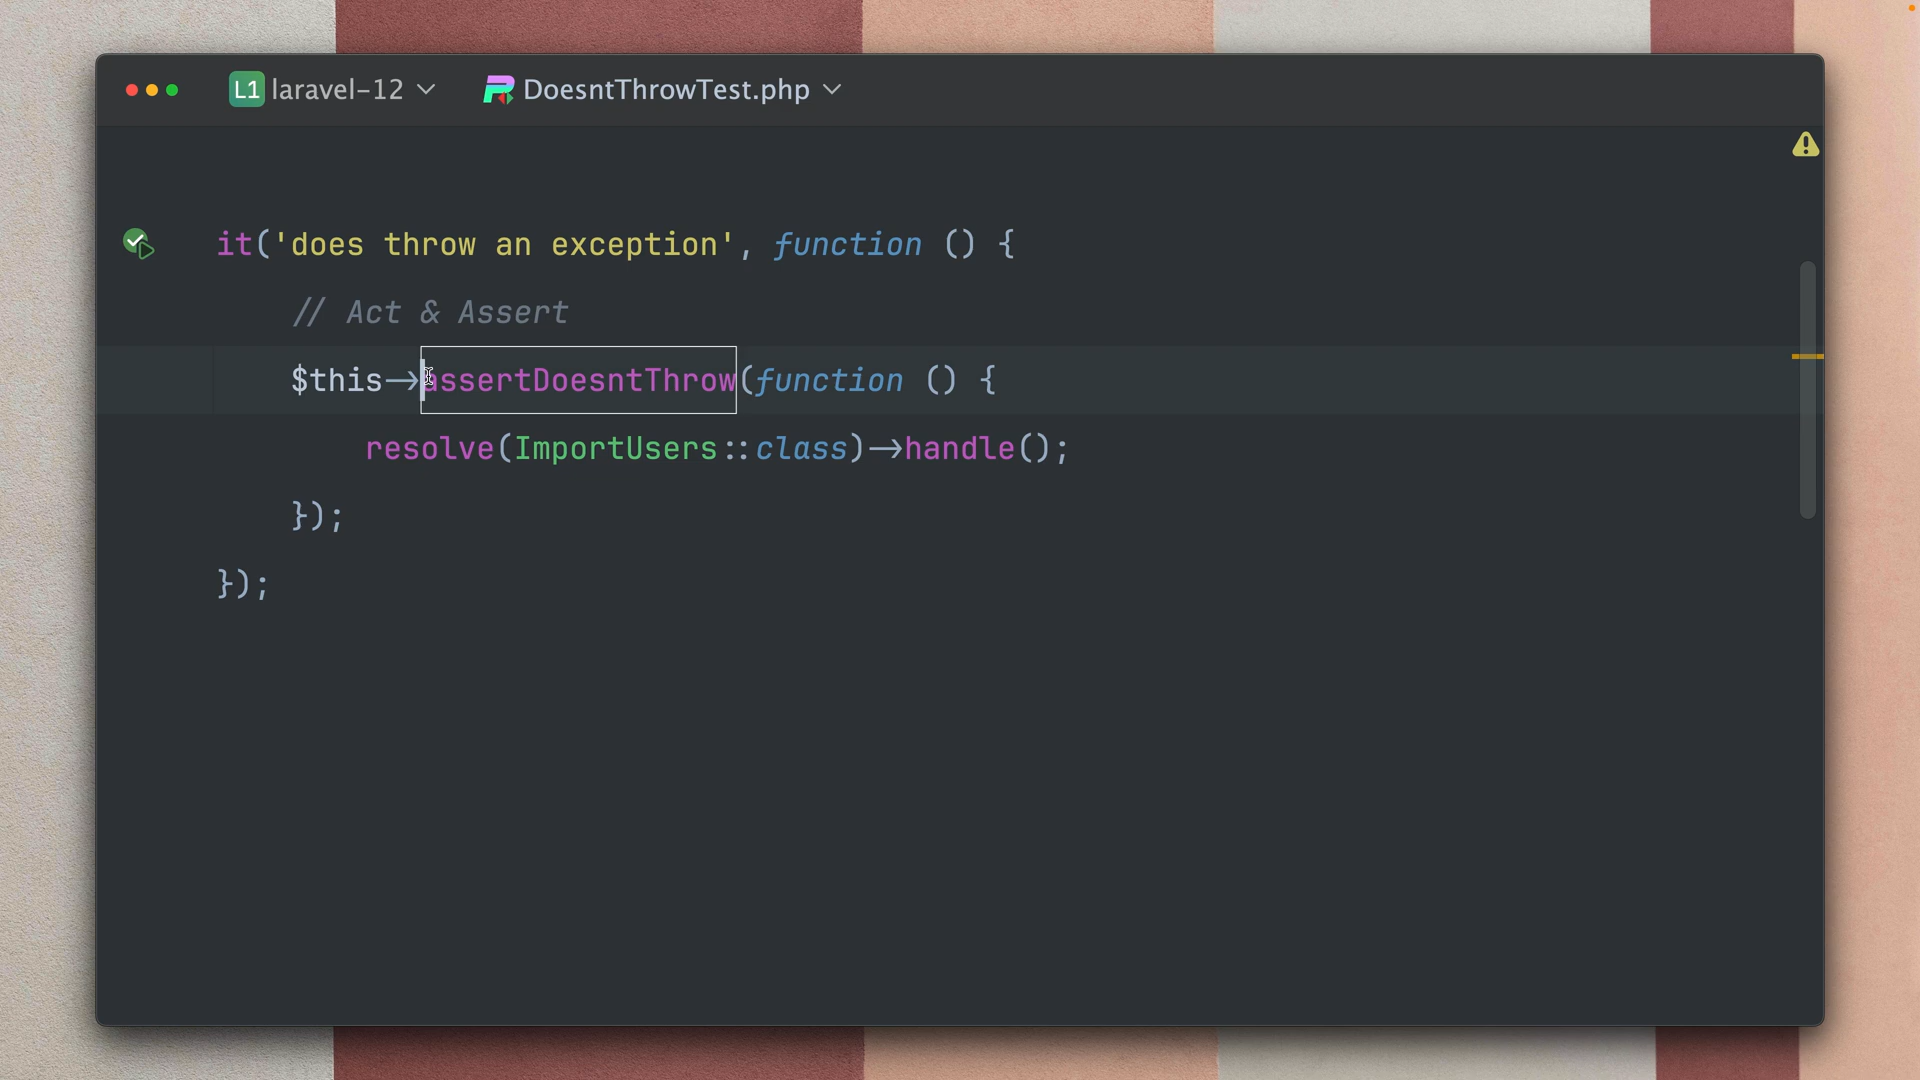 L1 laravel-12 DoesntThrowTest.php
it('does throw an exception', function () {
// Act & Assert
$this->assertDoesntThrow(function () {
resolve(ImportUsers::class)->handle();
});
});